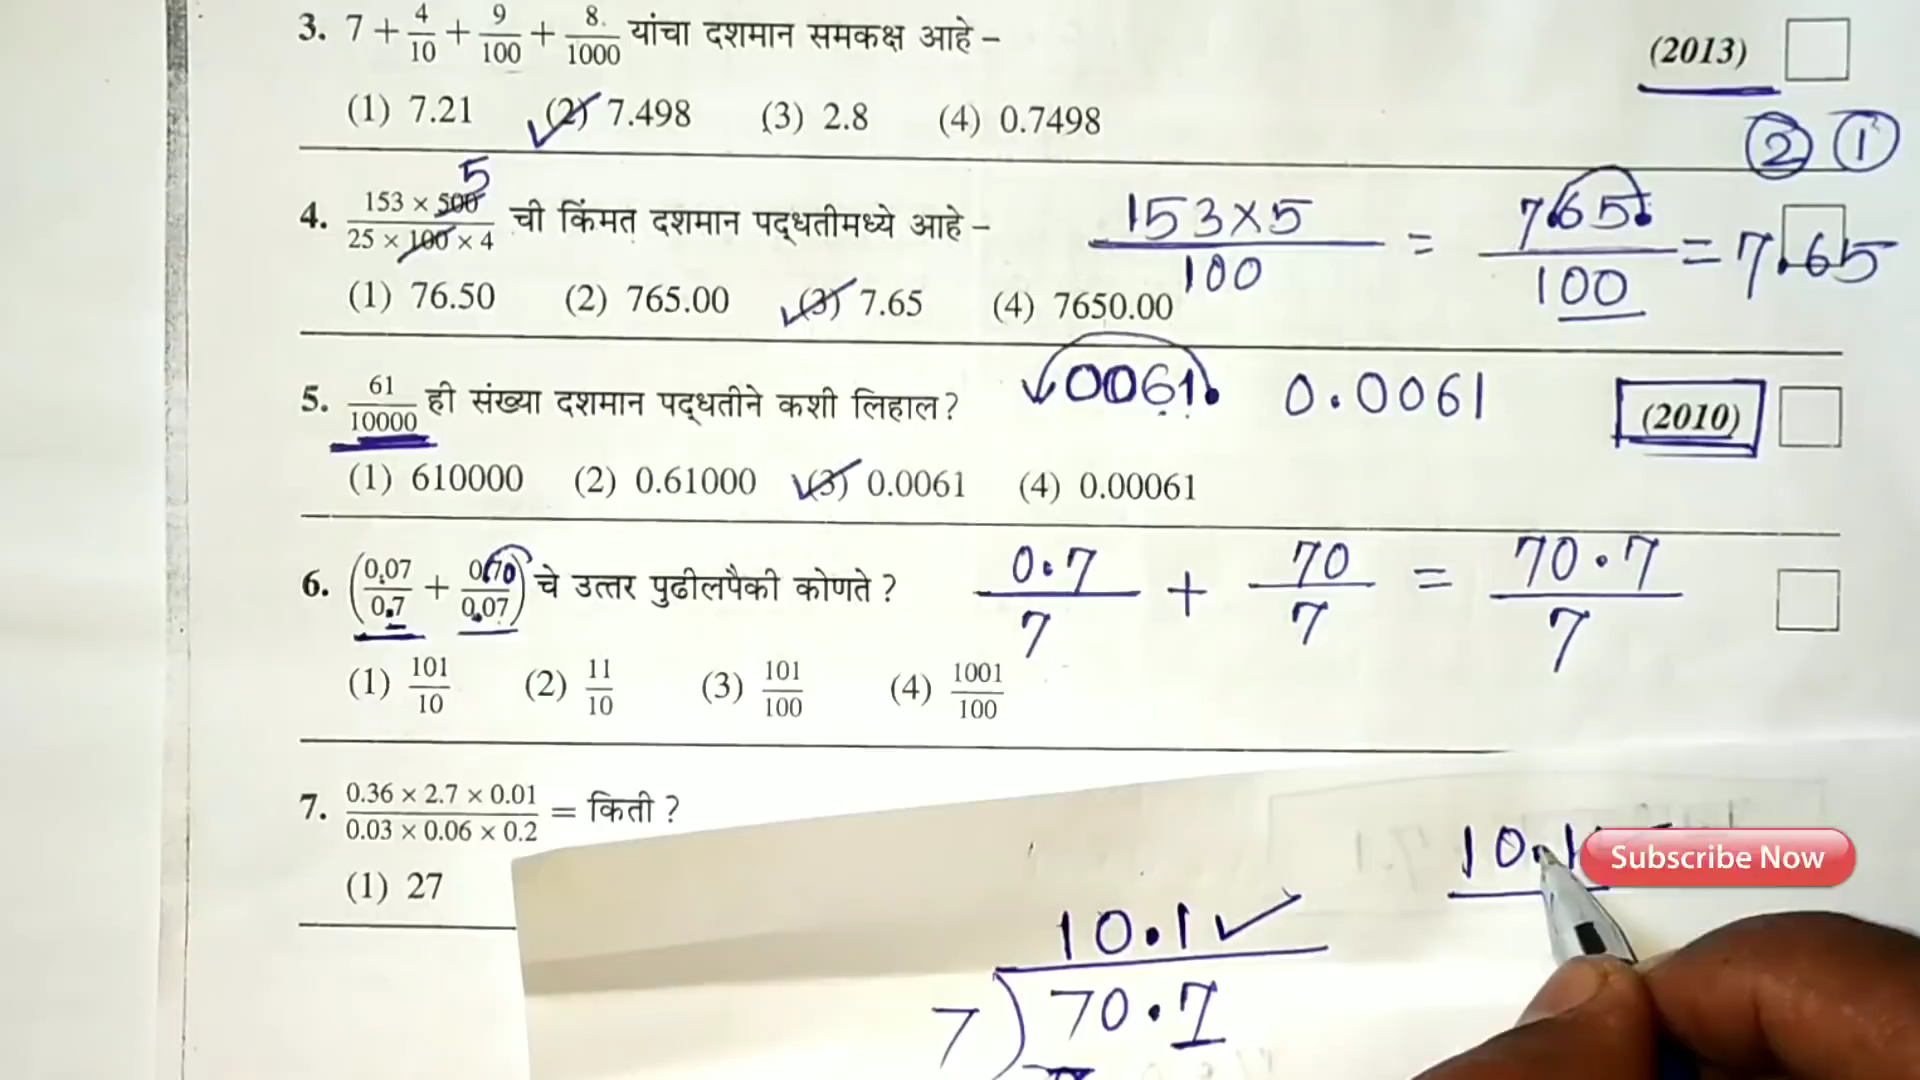 3. 7 + 4/10 + 9/100 + 8/1000 यांचा दशमान समकक्ष आहे – (2013)
(1) 7.21 (2) 7.498 (3) 2.8 (4) 0.7498
② ①
5
4. 153 × 500 / 25 × 100 × 4 ची किंमत दशमान पद्धतीमध्ये आहे – 153×5/100 = 765./100 = 7.65
(1) 76.50 (2) 765.00 (3) 7.65 (4) 7650.00
5. 61/10000 ही संख्या दशमान पद्धतीने कशी लिहाल? 0061. 0.0061 (2010)
(1) 610000 (2) 0.61000 (3) 0.0061 (4) 0.00061
6. (0.07/0.7 + 0.70/0.07) चे उत्तर पुढीलपैकी कोणते ? 0.7/7 + 70/7 = 70.7/7
(1) 101/10 (2) 11/10 (3) 101/100 (4) 1001/100
7. 0.36 × 2.7 × 0.01 / 0.03 × 0.06 × 0.2 = किती ?
(1) 27
10.1
Subscribe Now
10.1
7) 70.7